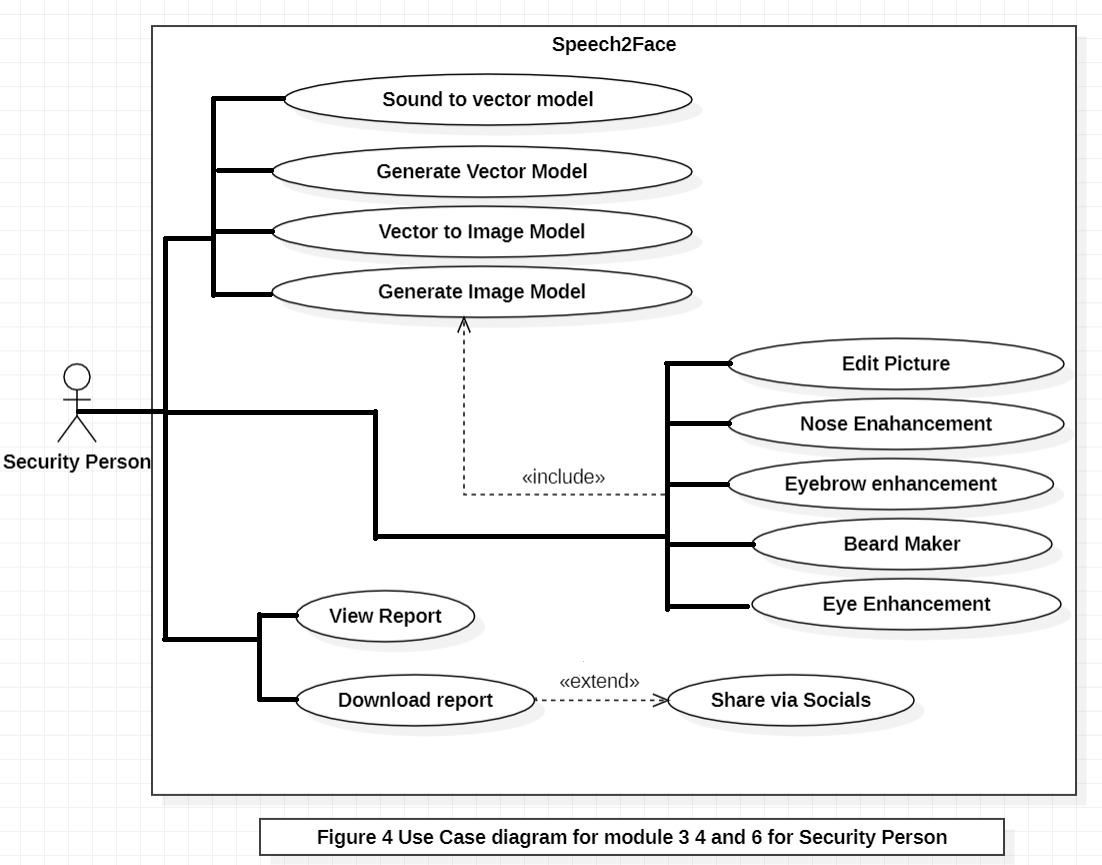 Speech2Face
Sound to vector model
Generate Vector Model
Vector to Image Model
Generate Image Model
Edit Picture
Nose Enahancement
Eyebrow enhancement
Beard Maker
Eye Enhancement
«include»
Security Person
View Report
Download report
«extend»
Share via Socials
Figure 4 Use Case diagram for module 3 4 and 6 for Security Person